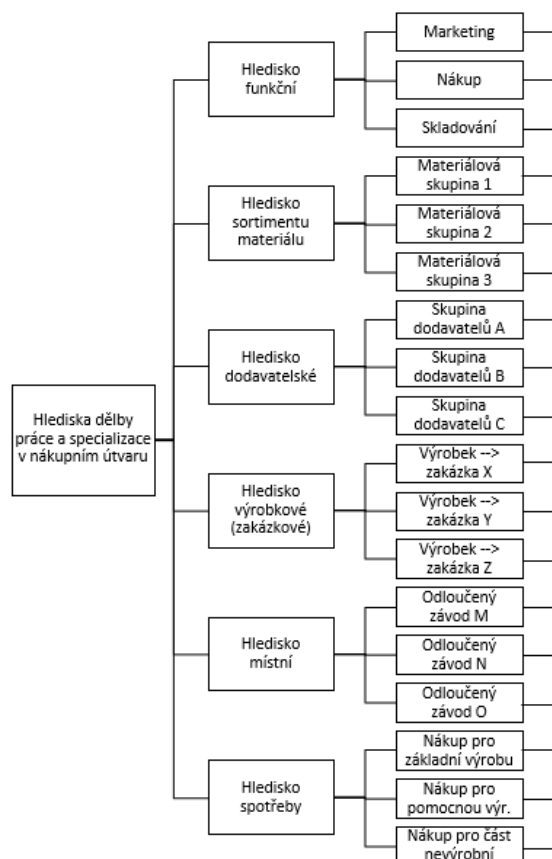 Hlediska dělby
práce a specializace
v nákupním útvaru
Hledisko
funkční
Marketing
Nákup
Skladování
Hledisko
sortimentu
materiálu
Materiálová
skupina 1
Materiálová
skupina 2
Materiálová
skupina 3
Hledisko
dodavatelské
Skupina
dodavatelů A
Skupina
dodavatelů B
Skupina
dodavatelů C
Hledisko
výrobkové
(zakázkové)
Výrobek -->
zakázka X
Výrobek -->
zakázka Y
Výrobek -->
zakázka Z
Hledisko
místní
Odloučený
závod M
Odloučený
závod N
Odloučený
závod O
Hledisko
spotřeby
Nákup pro
základní výrobu
Nákup pro
pomocnou výr.
Nákup pro část
nevýrobní